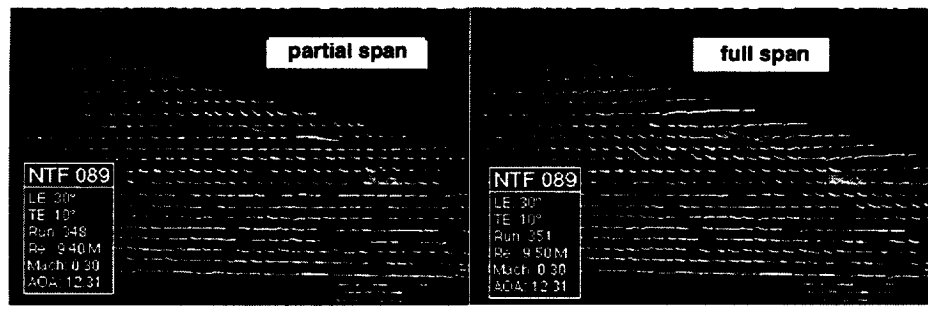 partial span
NTF 089
LE: 30°
TE: 10°
Run: 348
Re: 9.40 M
Mach: 0.30
AOA: 12.31
full span
NTF 089
LE: 30°
TE: 10°
Run: 351
Re: 9.50 M
Mach: 0.30
AOA: 12.31